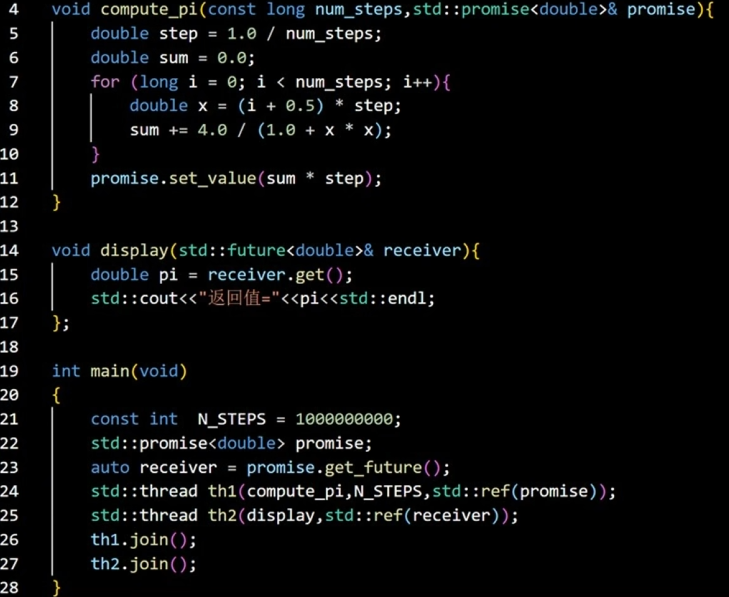 4 void compute_pi(const long num_steps,std::promise<double>& promise){
5 double step = 1.0 / num_steps;
6 double sum = 0.0;
7 for (long i = 0; i < num_steps; i++){
8 double x = (i + 0.5) * step;
9 sum += 4.0 / (1.0 + x * x);
10 }
11 promise.set_value(sum * step);
12 }
13
14 void display(std::future<double>& receiver){
15 double pi = receiver.get();
16 std::cout<<"返回值="<<pi<<std::endl;
17 };
18
19 int main(void)
20 {
21 const int  N_STEPS = 1000000000;
22 std::promise<double> promise;
23 auto receiver = promise.get_future();
24 std::thread th1(compute_pi,N_STEPS,std::ref(promise));
25 std::thread th2(display,std::ref(receiver));
26 th1.join();
27 th2.join();
28 }